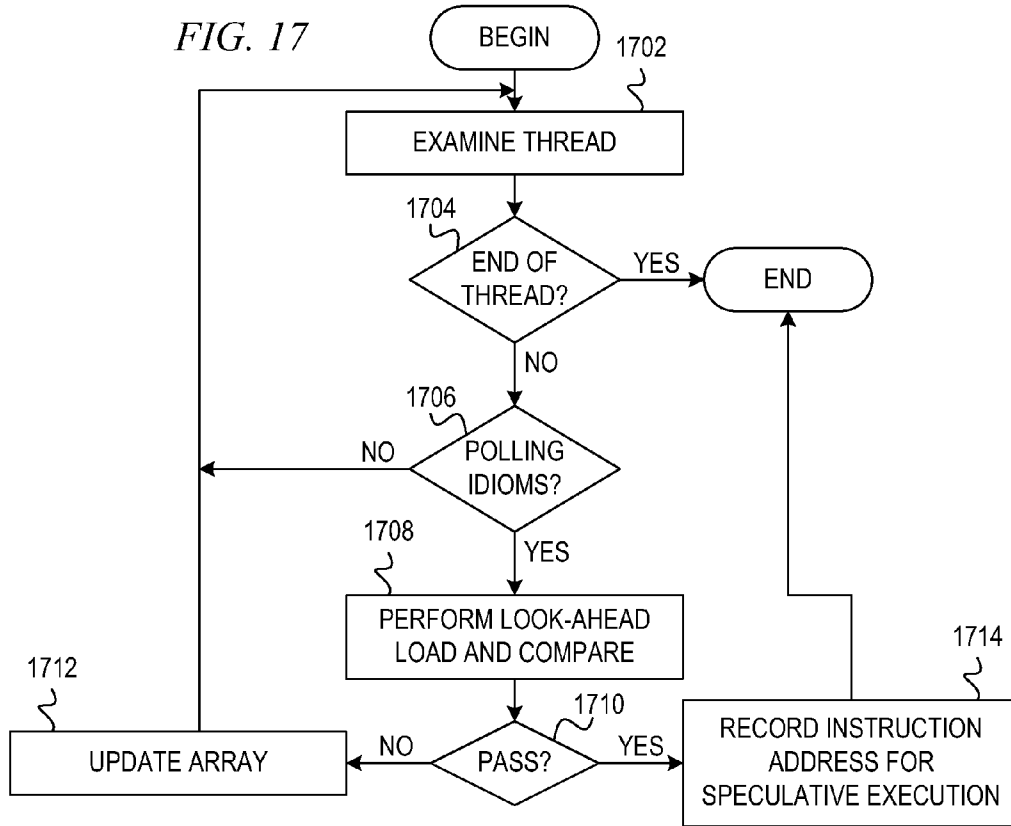 FIG. 17
BEGIN
1702
EXAMINE THREAD
1704
END OF
THREAD?
YES
END
NO
1706
POLLING
IDIOMS?
NO
YES
1708
PERFORM LOOK-AHEAD
LOAD AND COMPARE
1710
PASS?
NO
YES
1712
UPDATE ARRAY
1714
RECORD INSTRUCTION
ADDRESS FOR
SPECULATIVE EXECUTION